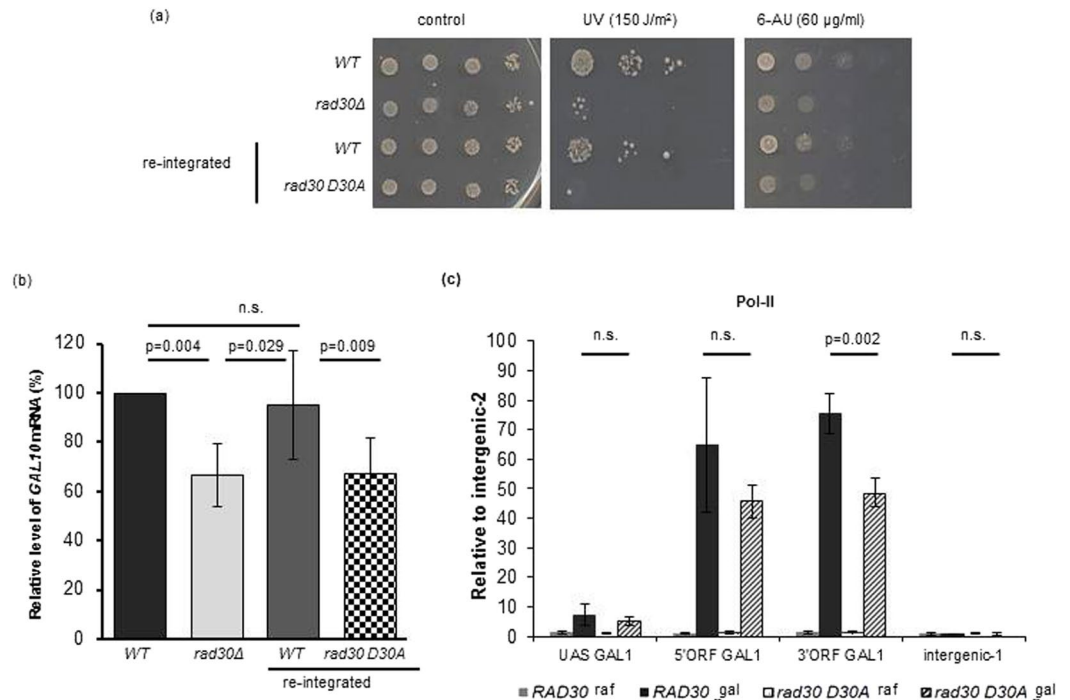 (a)
control
UV (150 J/m²)
6-AU (60 µg/ml)
WT
rad30Δ
WT
re-integrated
rad30 D30A
(b)
n.s.
p=0.004
p=0.029
p=0.009
Relative level of GAL10 mRNA (%)
120
100
80
60
40
20
0
WT
rad30Δ
WT
rad30 D30A
re-integrated
(c)
Pol-II
n.s.
n.s.
p=0.002
n.s.
Relative to intergenic-2
100
90
80
70
60
50
40
30
20
10
0
UAS GAL1
5'ORF GAL1
3'ORF GAL1
intergenic-1
RAD30 raf
RAD30 gal
rad30 D30A raf
rad30 D30A gal